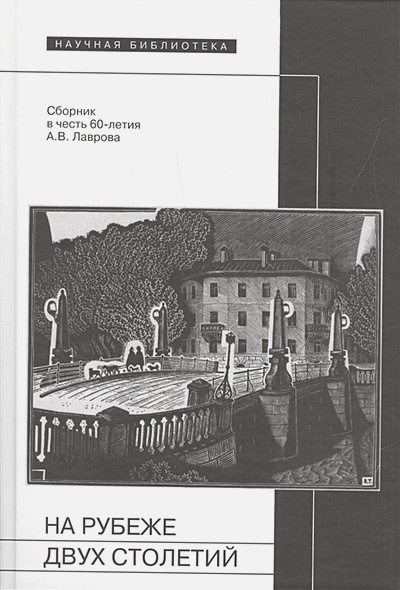 НАУЧНАЯ БИБЛИОТЕКА
Сборник
в честь 60-летия
А.В. Лаврова
НА РУБЕЖЕ
ДВУХ СТОЛЕТИЙ